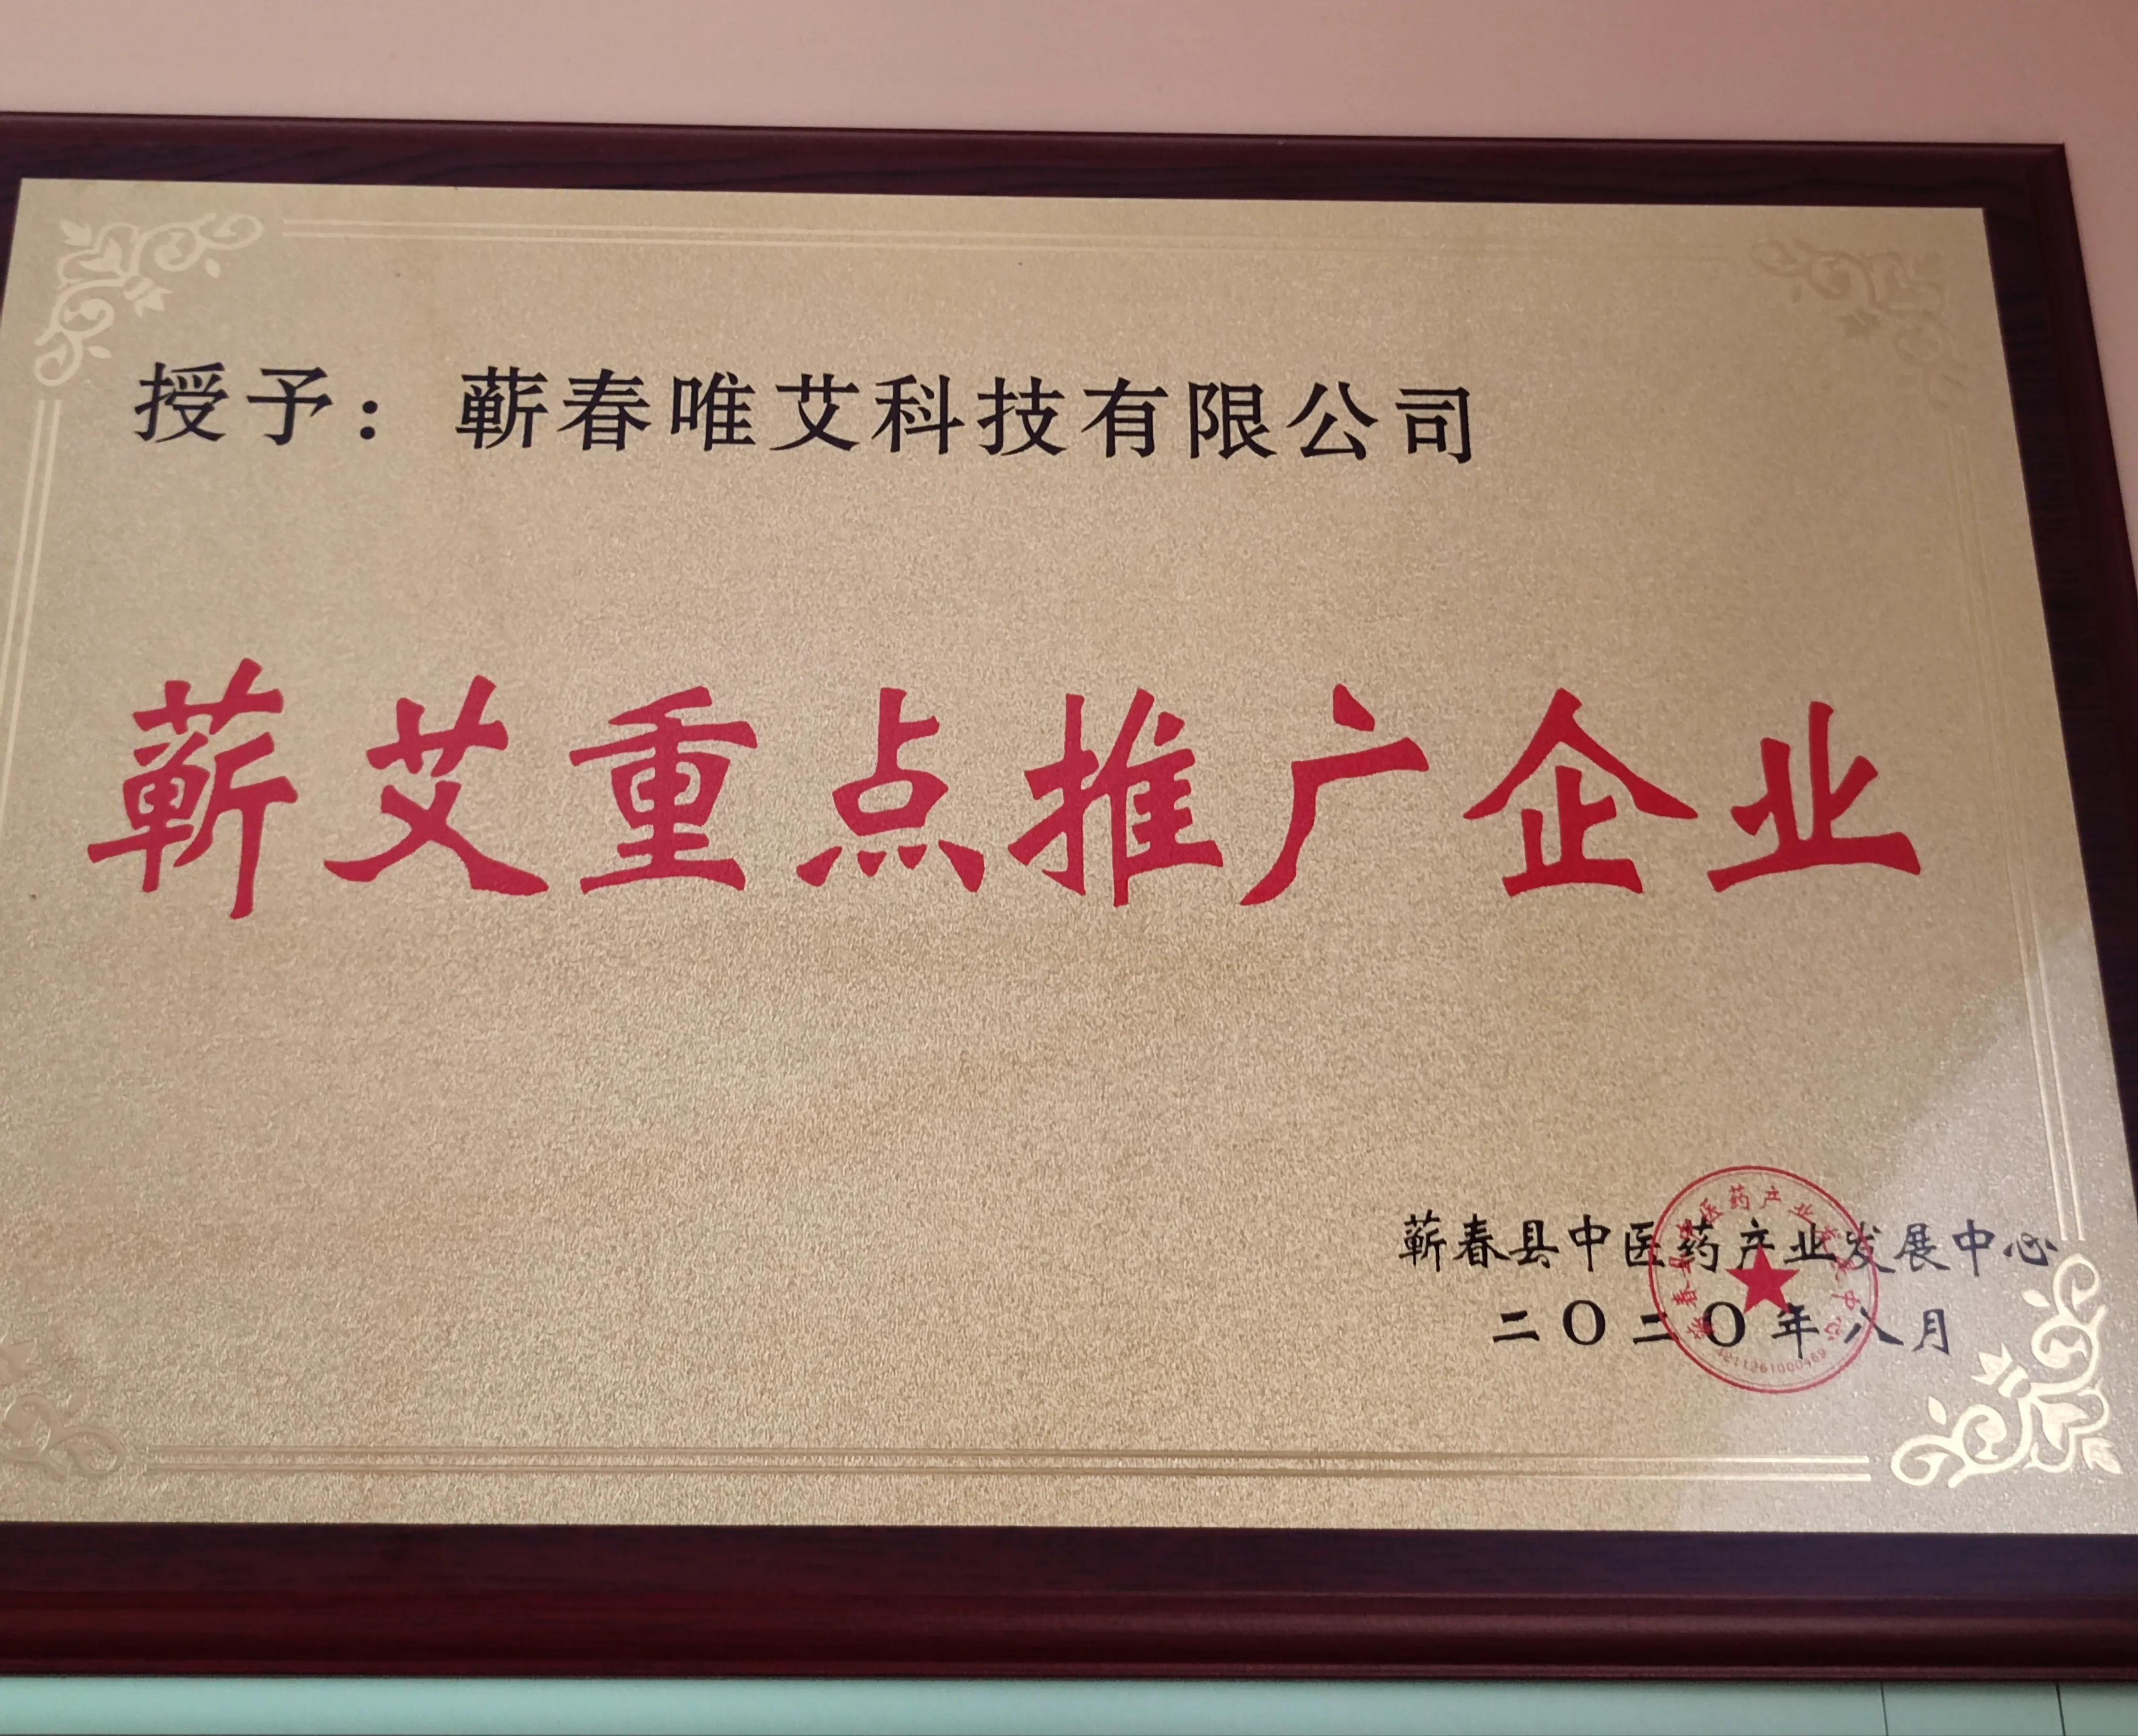 授予：蕲春唯艾科技有限公司
蕲艾重点推广企业
蕲春县中医药产业发展中心
二〇二〇年八月